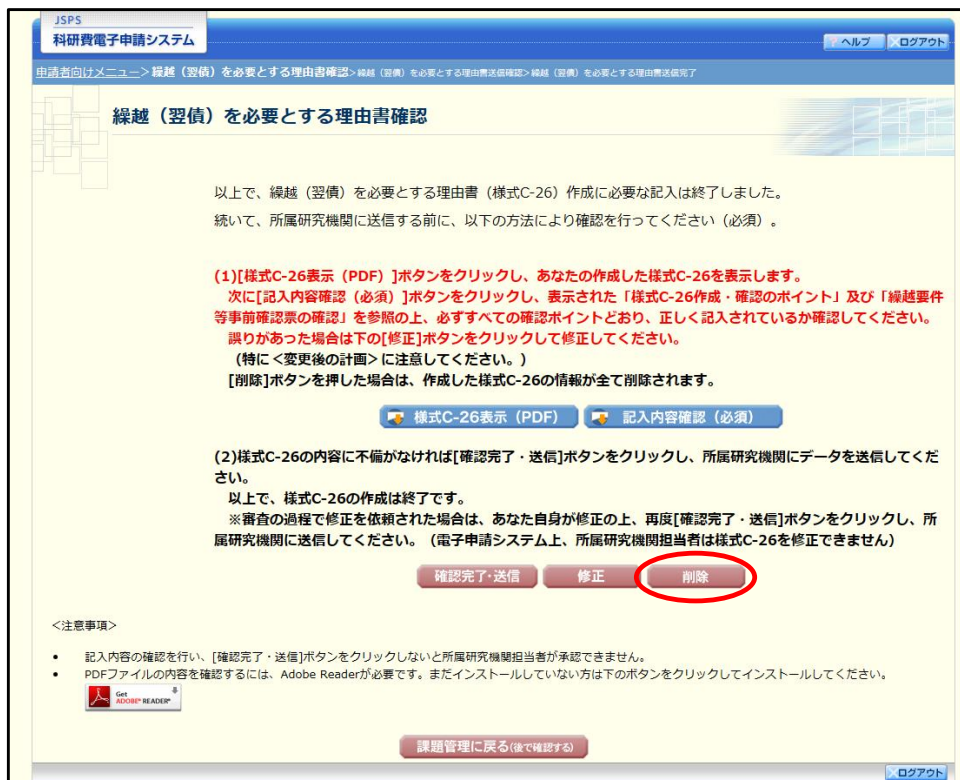 JSPS
科研費電子申請システム
? ヘルプ
ログアウト
申請者向けメニュー>繰越（翌債）を必要とする理由書確認>繰越（翌債）を必要とする理由書送信確認>繰越（翌債）を必要とする理由書送信完了
繰越（翌債）を必要とする理由書確認
以上で、繰越（翌債）を必要とする理由書（様式C-26）作成に必要な記入は終了しました。
続いて、所属研究機関に送信する前に、以下の方法により確認を行ってください（必須）。
(1)[様式C-26表示（PDF）]ボタンをクリックし、あなたの作成した様式C-26を表示します。
次に[記入内容確認（必須）]ボタンをクリックし、表示された「様式C-26作成・確認のポイント」及び「繰越要件
等事前確認票の確認」を参照の上、必ずすべての確認ポイントどおり、正しく記入されているか確認してください。
誤りがあった場合は下の[修正]ボタンをクリックして修正してください。
（特に＜変更後の計画＞に注意してください。）
[削除]ボタンを押した場合は、作成した様式C-26の情報が全て削除されます。
様式C-26表示（PDF）
記入内容確認（必須）
(2)様式C-26の内容に不備がなければ[確認完了・送信]ボタンをクリックし、所属研究機関にデータを送信してくだ
さい。
以上で、様式C-26の作成は終了です。
※審査の過程で修正を依頼された場合は、あなた自身が修正の上、再度[確認完了・送信]ボタンをクリックし、所
属研究機関に送信してください。（電子申請システム上、所属研究機関担当者は様式C-26を修正できません）
確認完了・送信
修正
削除
＜注意事項＞
• 記入内容の確認を行い、[確認完了・送信]ボタンをクリックしないと所属研究機関担当者が承認できません。
• PDFファイルの内容を確認するには、Adobe Readerが必要です。まだインストールしていない方は下のボタンをクリックしてインストールしてください。
Get
ADOBE® READER®
課題管理に戻る(後で確認する)
ログアウト